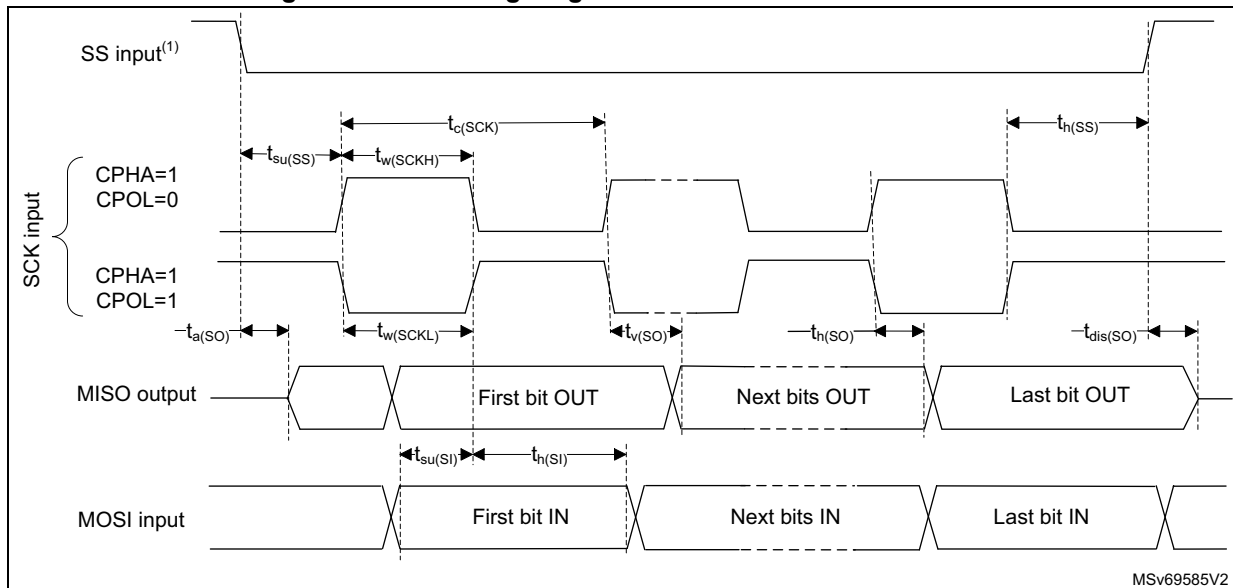 SS input(1)
tc(SCK)
th(SS)
tsu(SS)
tw(SCKH)
SCK input
CPHA=1
CPOL=0
CPHA=1
CPOL=1
ta(SO)
tw(SCKL)
tv(SO)
th(SO)
tdis(SO)
MISO output
First bit OUT
Next bits OUT
Last bit OUT
tsu(SI)
th(SI)
MOSI input
First bit IN
Next bits IN
Last bit IN
MSv69585V2